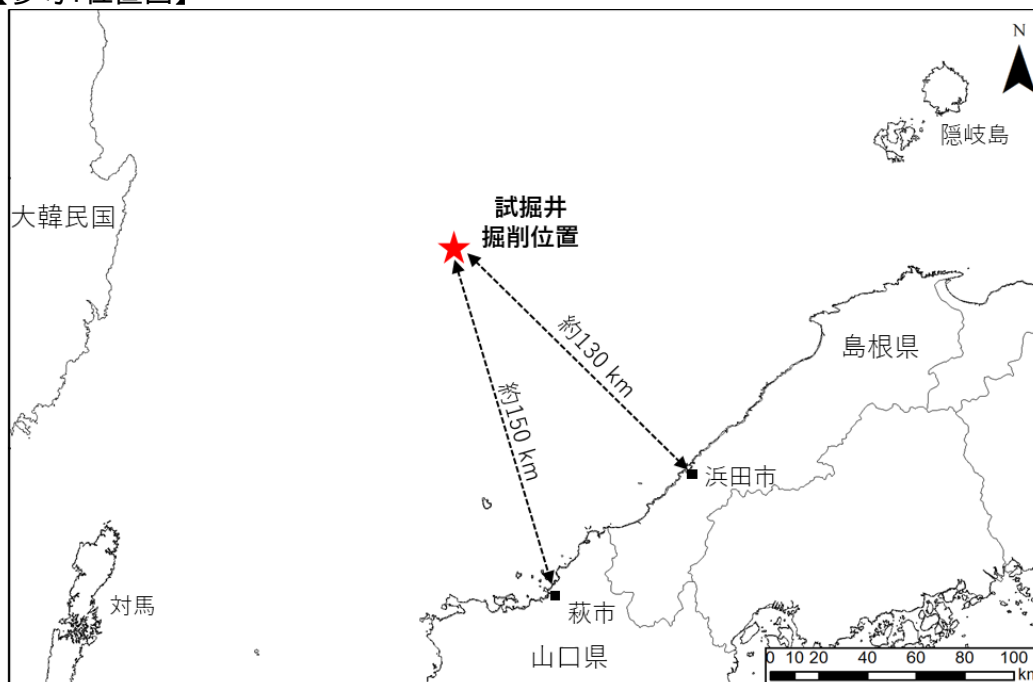 【参考:位置図】
N
隠岐島
大韓民国
試掘井
掘削位置
約130 km
島根県
約150 km
浜田市
対馬
萩市
山口県
0 10 20 40 60 80 100
km